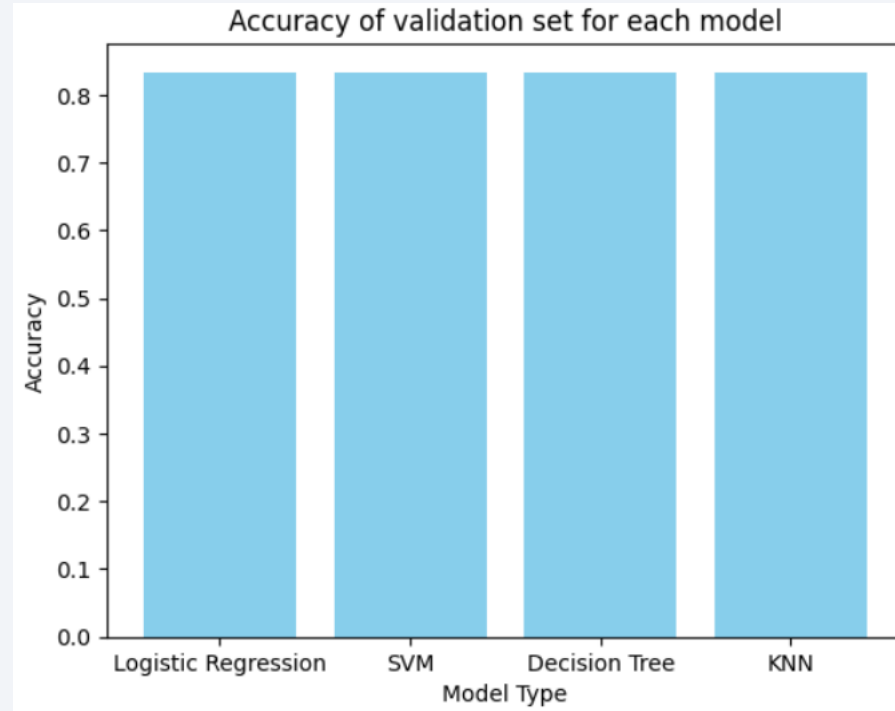 Accuracy of validation set for each model
Accuracy
0.8
0.7
0.6
0.5
0.4
0.3
0.2
0.1
0.0
Logistic Regression SVM Decision Tree KNN
Model Type